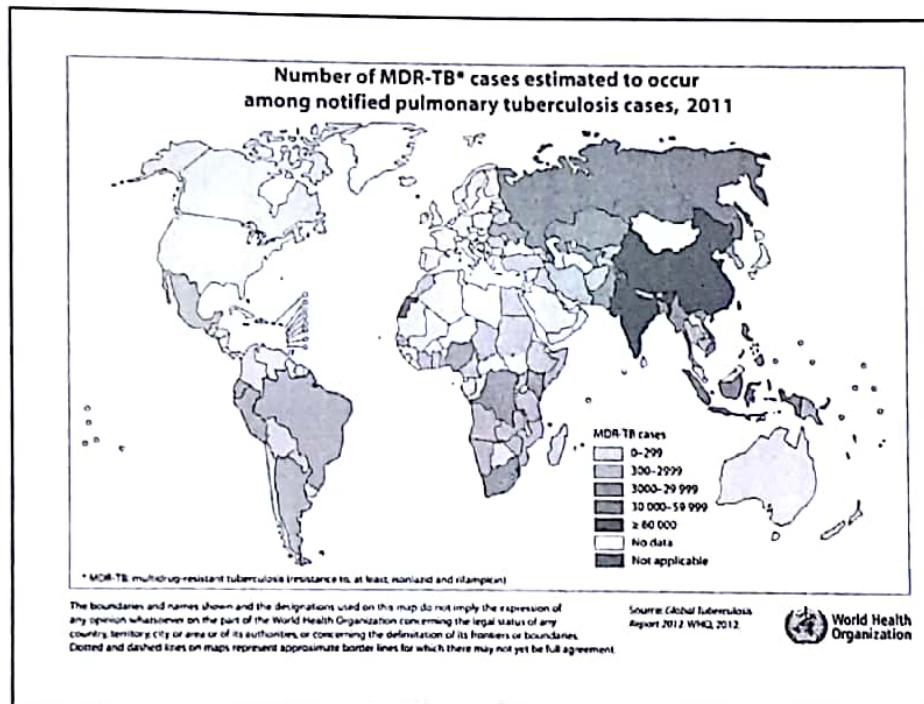 Number of MDR-TB* cases estimated to occur
among notified pulmonary tuberculosis cases, 2011
MDR-TB cases
0–299
300–2999
3000–29 999
30 000–59 999
≥ 60 000
No data
Not applicable
* MDR-TB: multidrug-resistant tuberculosis (resistance to, at least, isoniazid and rifampicin)
The boundaries and names shown and the designations used on this map do not imply the expression of
any opinion whatsoever on the part of the World Health Organization concerning the legal status of any
country, territory, city or area or of its authorities, or concerning the delimitation of its frontiers or boundaries.
Dotted and dashed lines on maps represent approximate border lines for which there may not yet be full agreement.
Source: Global Tuberculosis
Report 2012. WHO, 2012.
World Health
Organization